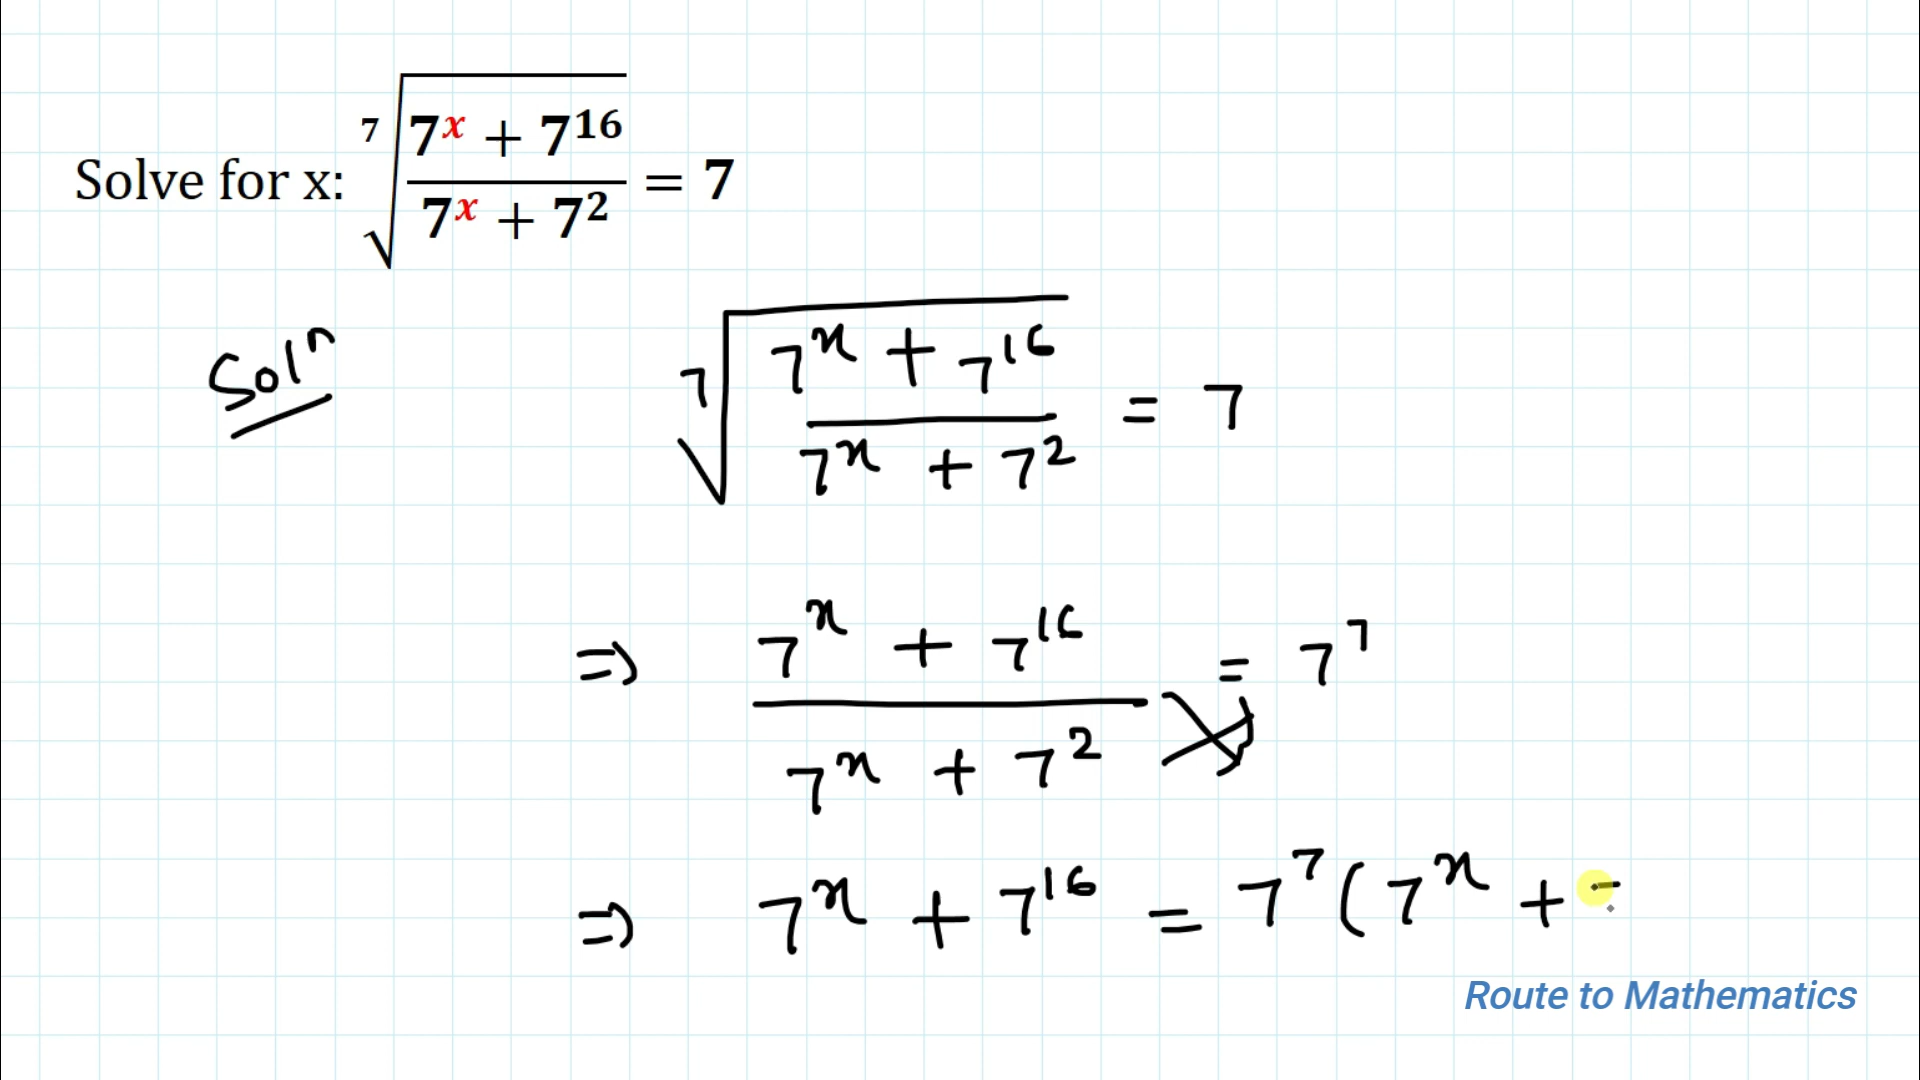 Solve for x: ⁷√((7^x + 7^16)/(7^x + 7^2)) = 7
Solⁿ
⁷√((7^x + 7^16)/(7^x + 7^2)) = 7
=> (7^x + 7^16)/(7^x + 7^2) = 7^7
=> 7^x + 7^16 = 7^7 (7^x +
Route to Mathematics